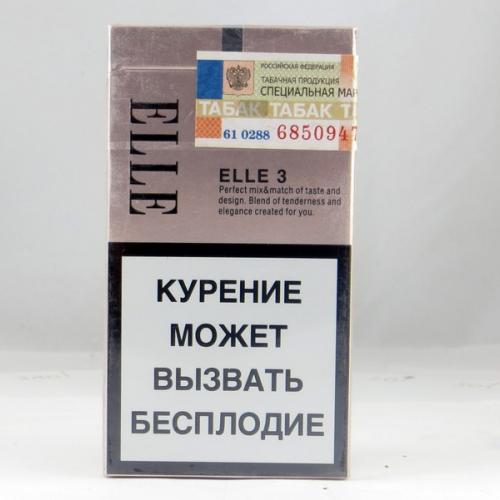 РОССИЙСКАЯ ФЕДЕРАЦИЯ
ТАБАЧНАЯ ПРОДУКЦИЯ
СПЕЦИАЛЬНАЯ МАР
ТАБАК ТАБАК Т
61 0288 6850947
ELLE
ELLE 3
Perfect mix&match of taste and
design. Blend of tenderness and
elegance created for you.
КУРЕНИЕ
МОЖЕТ
ВЫЗВАТЬ
БЕСПЛОДИЕ